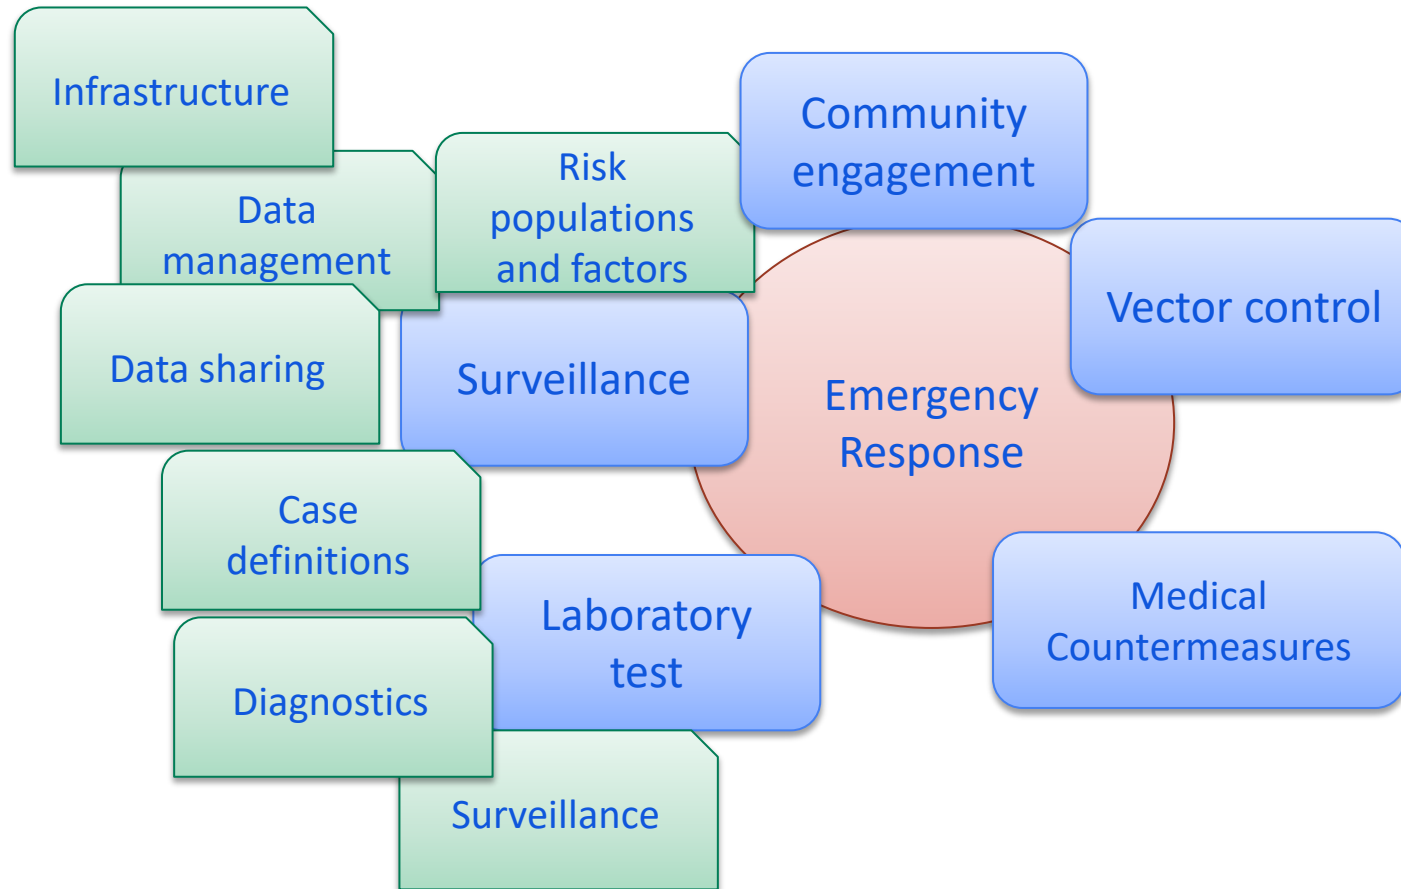 Infrastructure
Community
engagement
Risk
populations
and factors
Data
management
Vector control
Data sharing
Surveillance
Emergency
Response
Case
definitions
Laboratory
test
Medical
Countermeasures
Diagnostics
Surveillance